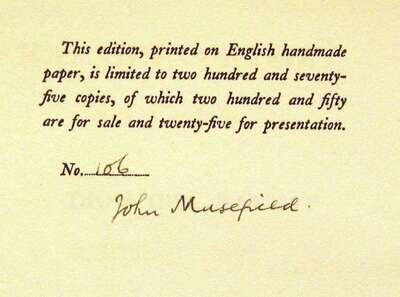 This edition, printed on English handmade
paper, is limited to two hundred and seventy-
five copies, of which two hundred and fifty
are for sale and twenty-five for presentation.
No. 106
John Masefield.